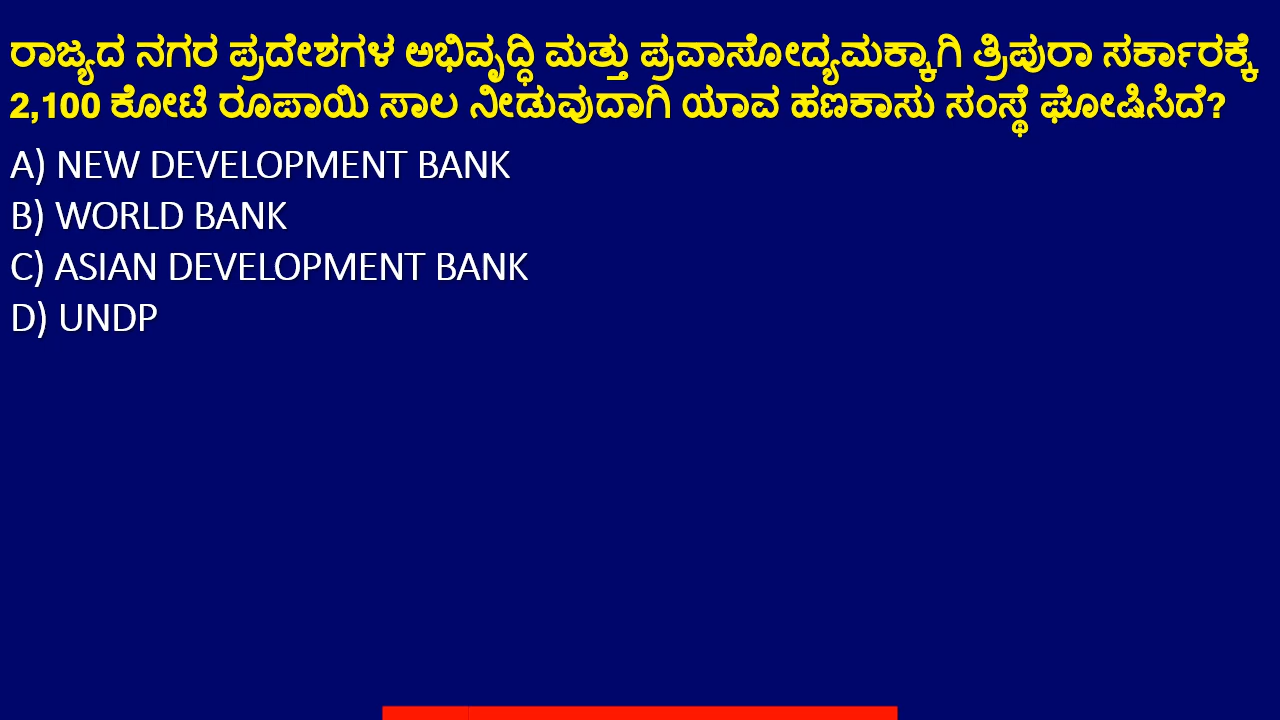 ರಾಜ್ಯದ ನಗರ ಪ್ರದೇಶಗಳ ಅಭಿವೃದ್ಧಿ ಮತ್ತು ಪ್ರವಾಸೋದ್ಯಮಕ್ಕಾಗಿ ತ್ರಿಪುರಾ ಸರ್ಕಾರಕ್ಕೆ
2,100 ಕೋಟಿ ರೂಪಾಯಿ ಸಾಲ ನೀಡುವುದಾಗಿ ಯಾವ ಹಣಕಾಸು ಸಂಸ್ಥೆ ಘೋಷಿಸಿದೆ?
A) NEW DEVELOPMENT BANK
B) WORLD BANK
C) ASIAN DEVELOPMENT BANK
D) UNDP